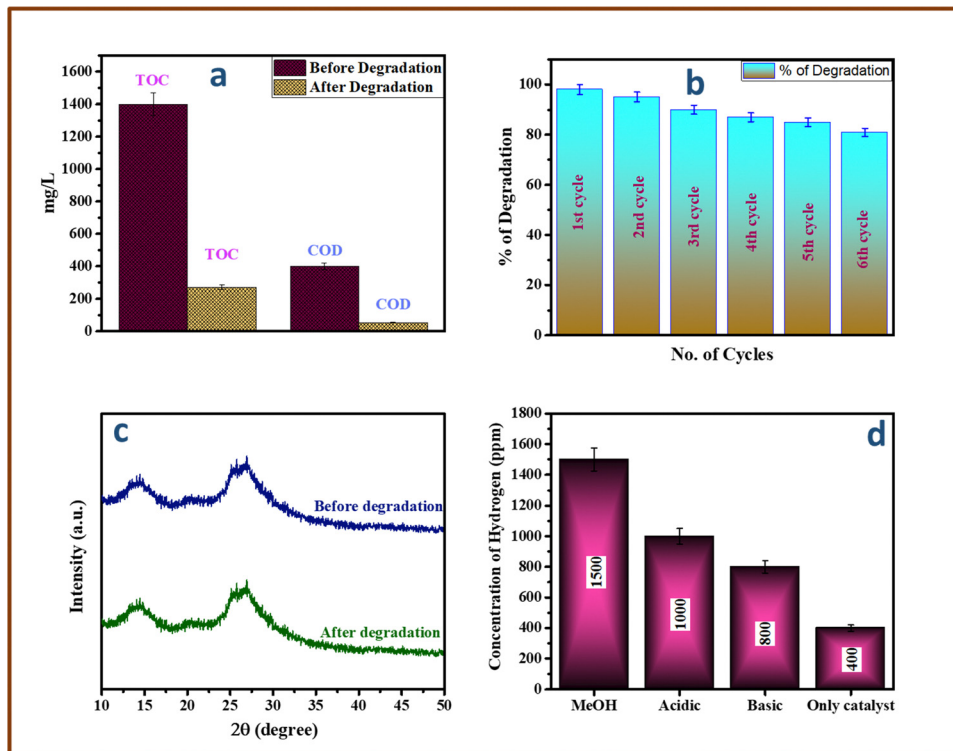 a
TOC
Before Degradation
After Degradation
1600
1400
1200
1000
800
600
400
200
0
mg/L
TOC
COD
COD
b
% of Degradation
100
80
60
40
20
0
% of Degradation
1st cycle
2nd cycle
3rd cycle
4th cycle
5th cycle
6th cycle
No. of Cycles
c
Before degradation
After degradation
Intensity (a.u.)
10 15 20 25 30 35 40 45 50
2θ (degree)
d
1800
1600
1400
1200
1000
800
600
400
200
0
Concentration of Hydrogen (ppm)
1500
1000
800
400
MeOH Acidic Basic Only catalyst